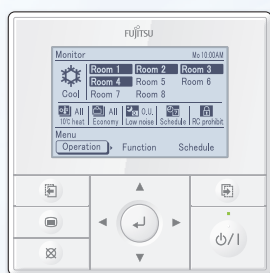 FUJITSU
Monitor Mo 10:00AM
Room 1 Room 2 Room 3
Room 4 Room 5 Room 6
Cool Room 7 Room 8
All All O.U.
10℃ heat Economy Low noise Schedule RC prohibit
Menu
Operation Function Schedule